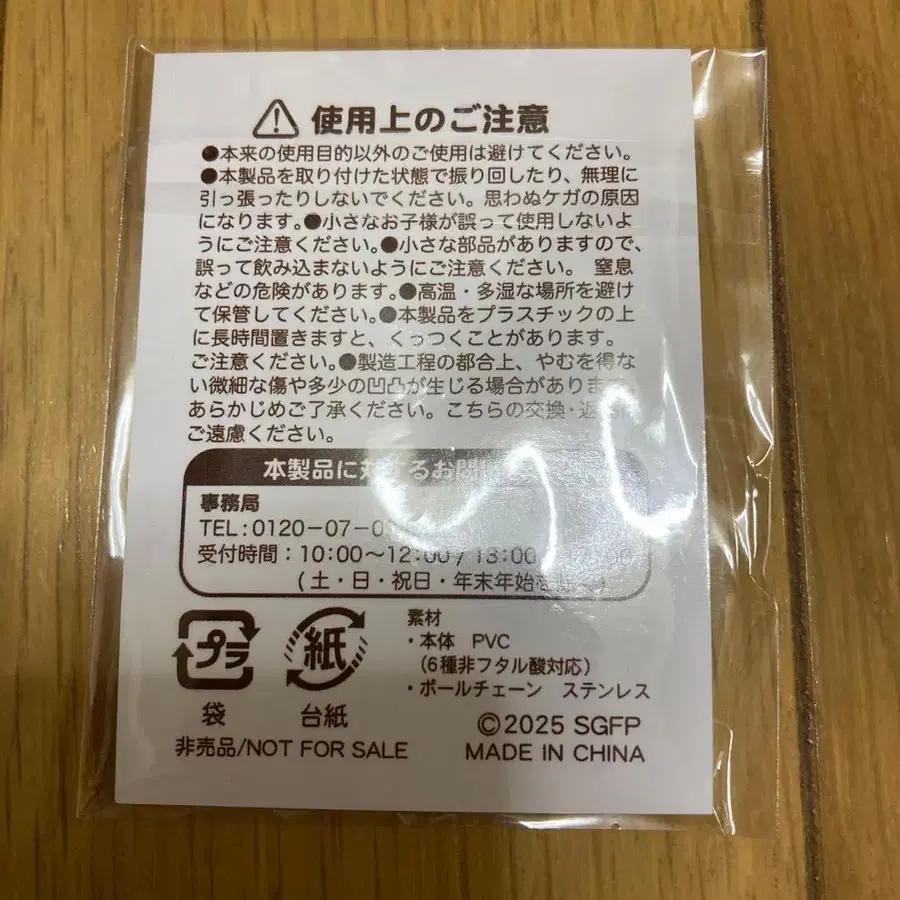 使用上のご注意
●本来の使用目的以外のご使用は避けてください。
●本製品を取り付けた状態で振り回したり、無理に
引っ張ったりしないでください。思わぬケガの原因
になります。●小さなお子様が誤って使用しないよ
うにご注意ください。●小さな部品がありますので、
誤って飲み込まないようにご注意ください。 窒息
などの危険があります。●高温・多湿な場所を避け
て保管してください。●本製品をプラスチックの上
に長時間置きますと、くっつくことがあります。
ご注意ください。●製造工程の都合上、やむを得な
い微細な傷や多少の凹凸が生じる場合があります。
あらかじめご了承ください。こちらの交換・返
ご遠慮ください。
本製品に対するお問
事務局
TEL:0120-07-0
受付時間：10:00～12:00/13:00
(土・日・祝日・年末年始を
プラ
袋
紙
台紙
素材
・本体 PVC
(6種非フタル酸対応)
・ボールチェーン ステンレス
©2025 SGFP
非売品/NOT FOR SALE
MADE IN CHINA